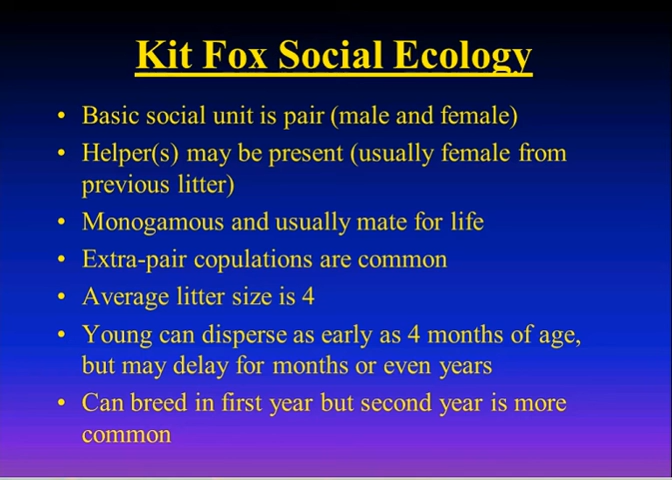 Kit Fox Social Ecology
• Basic social unit is pair (male and female)
• Helper(s) may be present (usually female from
previous litter)
• Monogamous and usually mate for life
• Extra-pair copulations are common
• Average litter size is 4
• Young can disperse as early as 4 months of age,
but may delay for months or even years
• Can breed in first year but second year is more
common